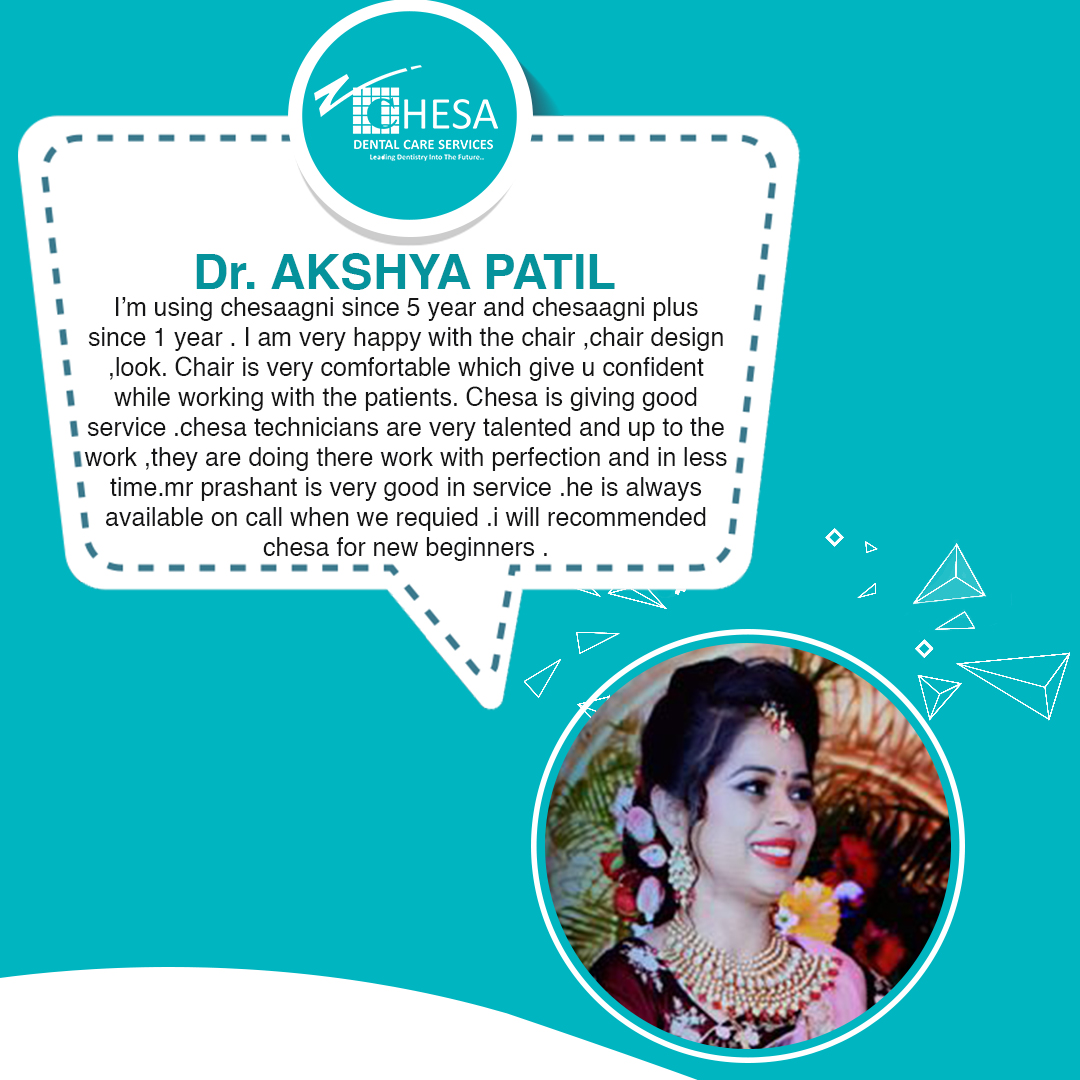 CHESA
DENTAL CARE SERVICES
Leading Dentistry Into The Future..
Dr. AKSHYA PATIL
I’m using chesaagni since 5 year and chesaagni plus
since 1 year . I am very happy with the chair ,chair design
,look. Chair is very comfortable which give u confident
while working with the patients. Chesa is giving good
service .chesa technicians are very talented and up to the
work ,they are doing there work with perfection and in less
time.mr prashant is very good in service .he is always
available on call when we requied .i will recommended
chesa for new beginners .